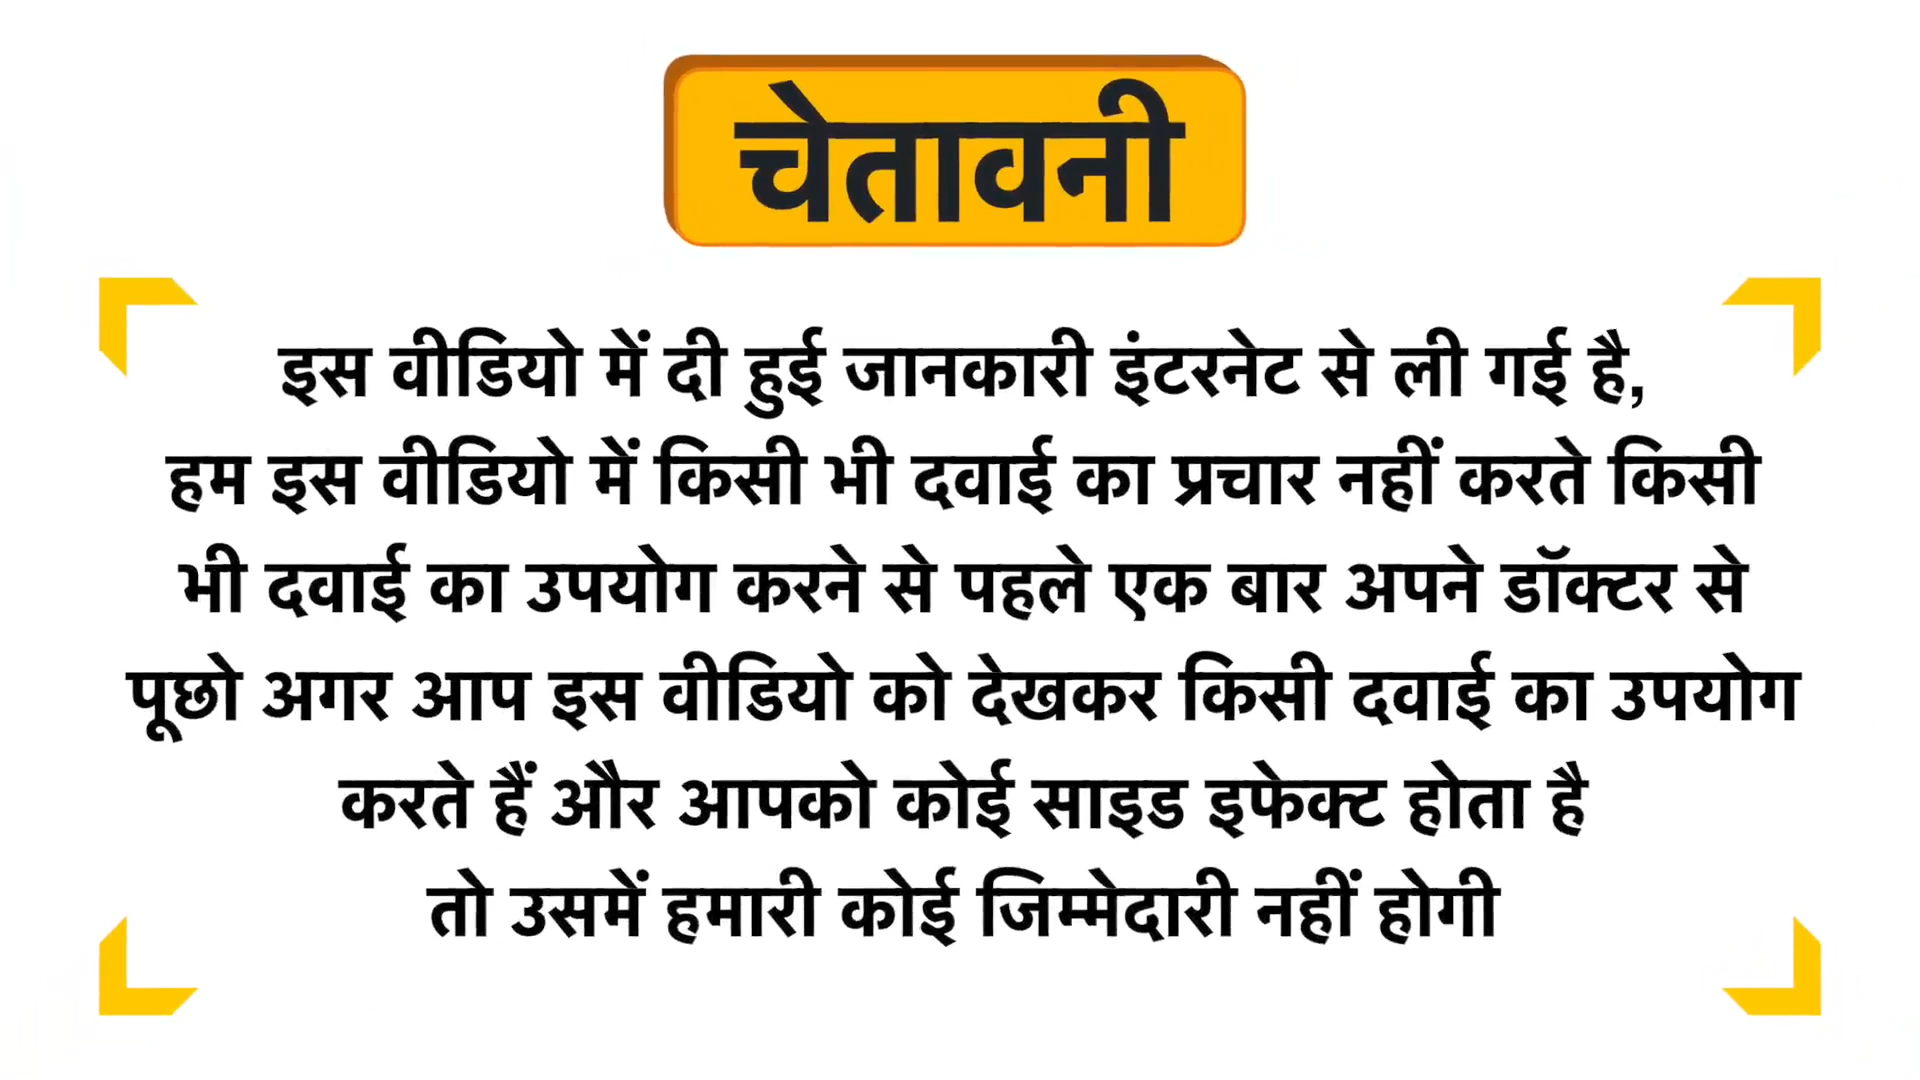 चेतावनी
इस वीडियो में दी हुई जानकारी इंटरनेट से ली गई है,
हम इस वीडियो में किसी भी दवाई का प्रचार नहीं करते किसी
भी दवाई का उपयोग करने से पहले एक बार अपने डॉक्टर से
पूछो अगर आप इस वीडियो को देखकर किसी दवाई का उपयोग
करते हैं और आपको कोई साइड इफेक्ट होता है
तो उसमें हमारी कोई जिम्मेदारी नहीं होगी